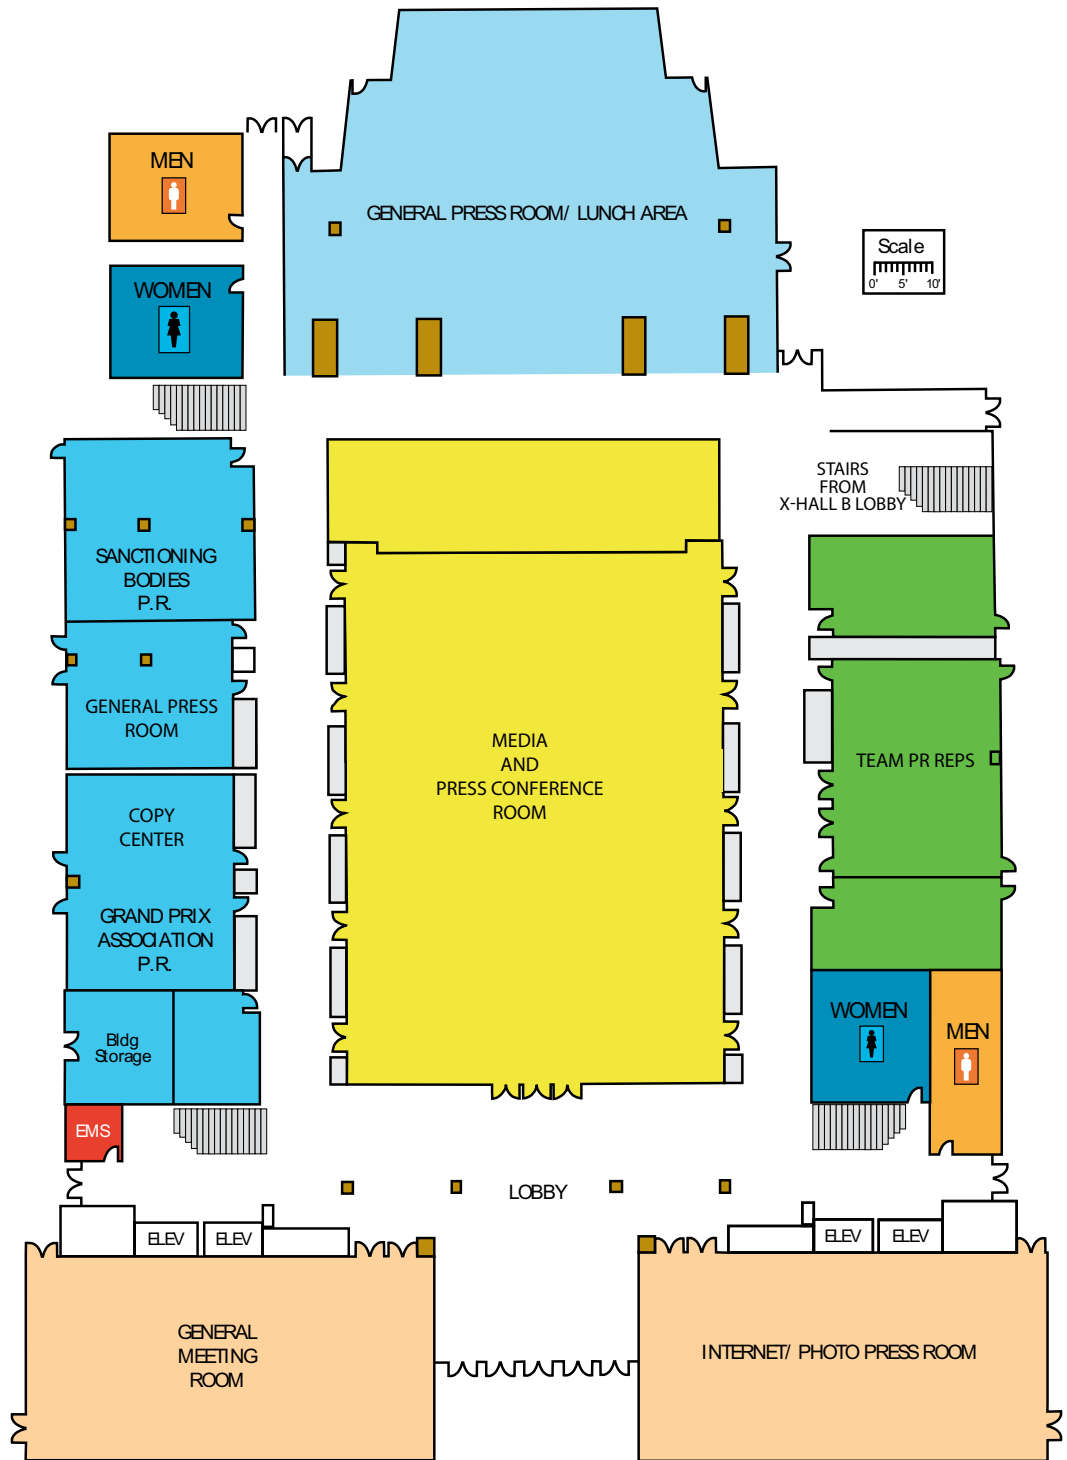 MEN
GENERAL PRESS ROOM/ LUNCH AREA
Scale
0' 5' 10'
WOMEN
STAIRS
FROM
X-HALL B LOBBY
SANCTIONING
BODIES
P.R.
GENERAL PRESS
ROOM
MEDIA
AND
PRESS CONFERENCE
ROOM
TEAM PR REPS
COPY
CENTER
GRAND PRIX
ASSOCIATION
P.R.
Bldg
Storage
WOMEN
MEN
EMS
LOBBY
ELEV
ELEV
ELEV
ELEV
GENERAL
MEETING
ROOM
INTERNET/ PHOTO PRESS ROOM